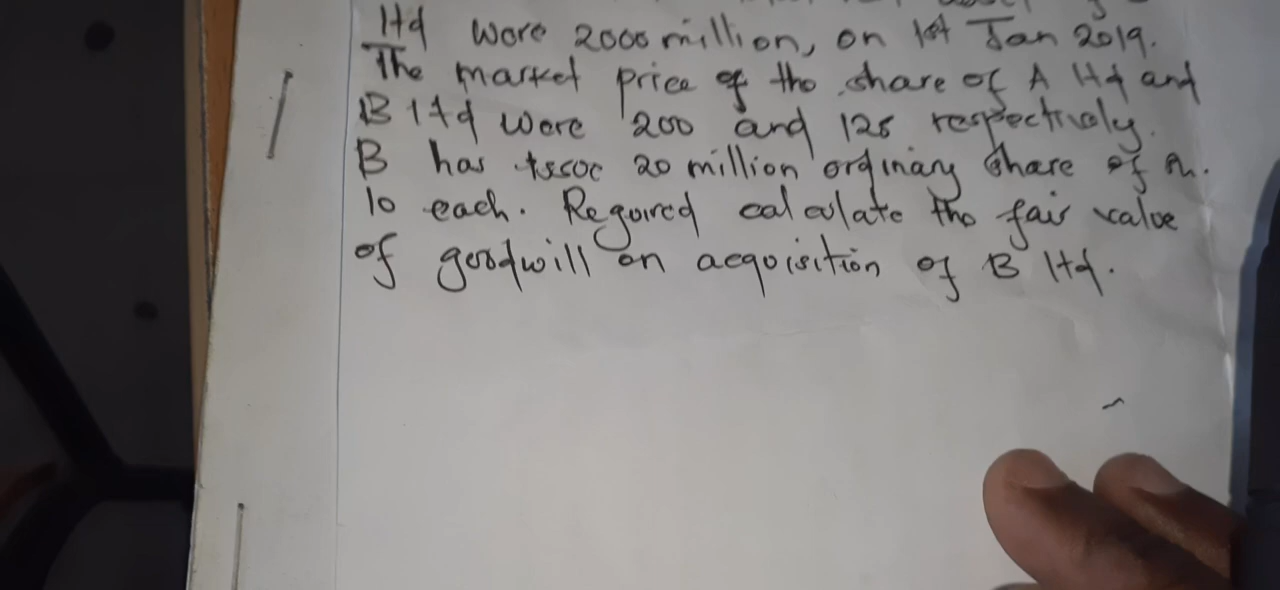 Ltd were 2000 million, on 1st Jan 2019.
The market price of the share of A Ltd and
B Ltd were 200 and 125 respectively.
B has issue 20 million ordinary share of
10 each. Required calculate the fair value
of goodwill on acquisition of B Ltd.